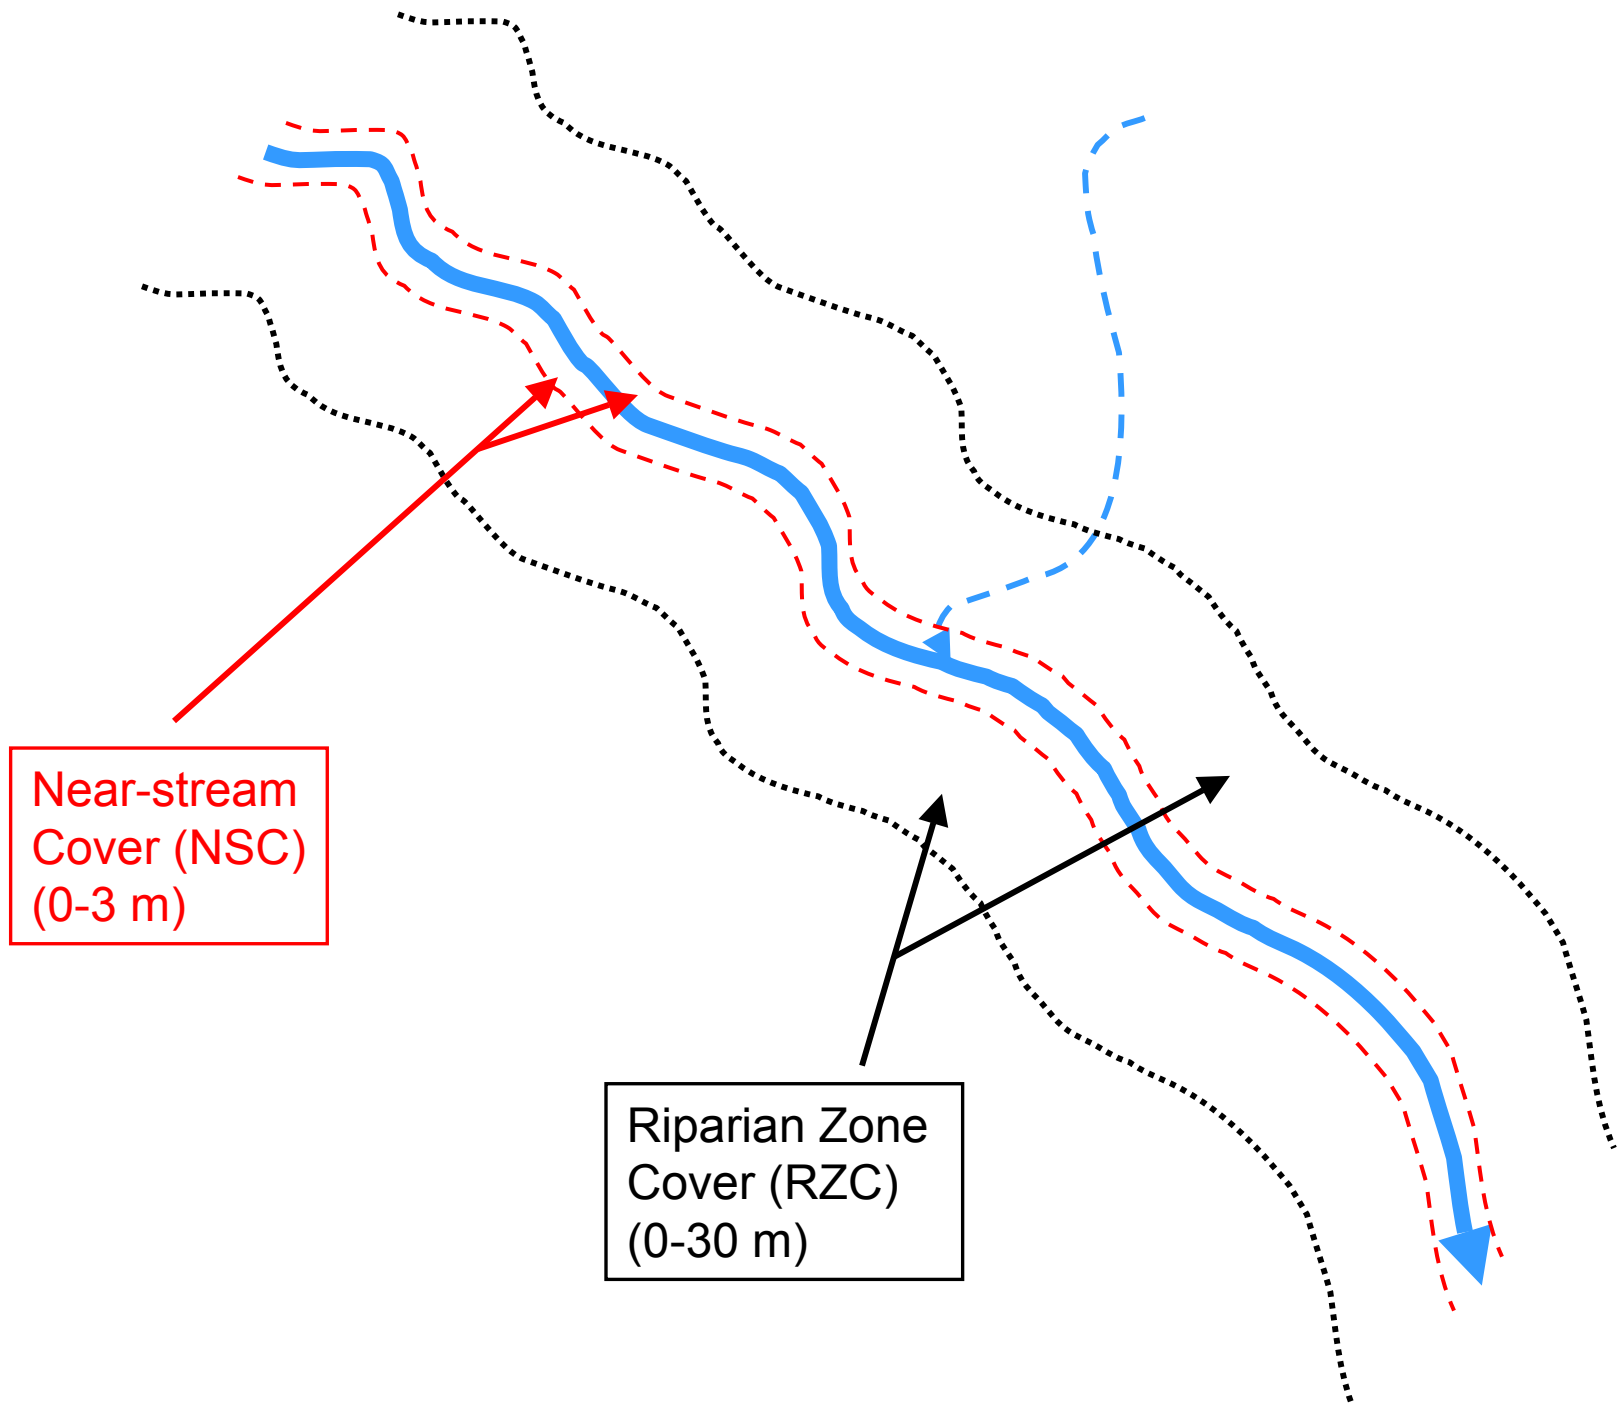 Near-stream
Cover (NSC)
(0-3 m)
Riparian Zone
Cover (RZC)
(0-30 m)